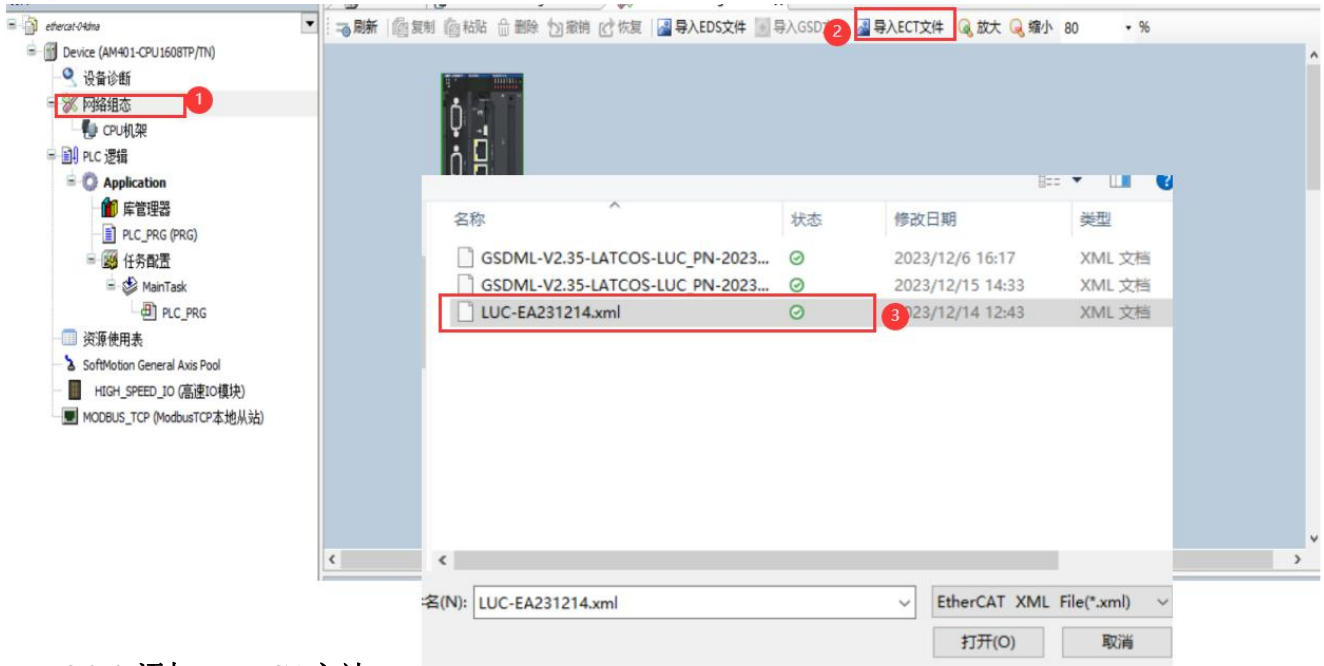 ethercat-04dma
Device (AM401-CPU1608TP/TN)
设备诊断
网络组态
1
CPU机架
PLC 逻辑
Application
库管理器
PLC_PRG (PRG)
任务配置
MainTask
PLC_PRG
资源使用表
SoftMotion General Axis Pool
HIGH_SPEED_IO (高速IO模块)
MODBUS_TCP (ModbusTCP本地从站)
刷新 复制 粘贴 删除 撤销 恢复 导入EDS文件 导入GSD 2 导入ECT文件 放大 缩小 80 %
名称 状态 修改日期 类型
GSDML-V2.35-LATCOS-LUC_PN-2023... 2023/12/6 16:17 XML 文档
GSDML-V2.35-LATCOS-LUC_PN-2023... 2023/12/15 14:33 XML 文档
LUC-EA231214.xml 3 2023/12/14 12:43 XML 文档
名(N): LUC-EA231214.xml EtherCAT XML File(*.xml)
打开(O) 取消